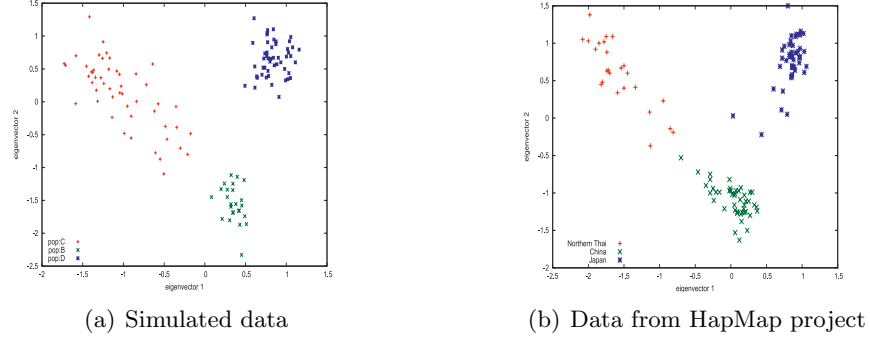 1.5
1
0.5
0
-0.5
-1
-1.5
-2
-2.5
eigenvector 2
pop:C
pop:B
pop:D
-2 -1.5 -1 -0.5 0 0.5 1 1.5
eigenvector 1
(a) Simulated data
1.5
1
0.5
0
-0.5
-1
-1.5
-2
eigenvector 2
Northern Thai
China
Japan
-2.5 -2 -1.5 -1 -0.5 0 0.5 1 1.5
eigenvector 1
(b) Data from HapMap project